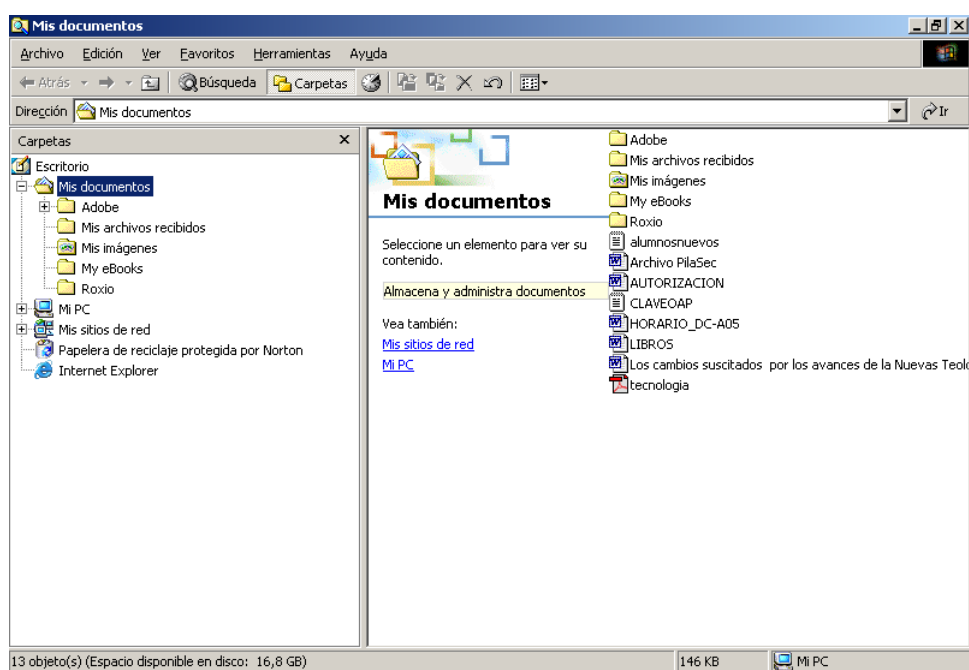 Mis documentos
Archivo Edición Ver Favoritos Herramientas Ayuda
Atrás Búsqueda Carpetas
Dirección Mis documentos Ir
Carpetas
Escritorio
Mis documentos
Adobe
Mis archivos recibidos
Mis imágenes
My eBooks
Roxio
Mi PC
Mis sitios de red
Papelera de reciclaje protegida por Norton
Internet Explorer
Mis documentos
Seleccione un elemento para ver su
contenido.
Almacena y administra documentos
Vea también:
Mis sitios de red
Mi PC
Adobe
Mis archivos recibidos
Mis imágenes
My eBooks
Roxio
alumnosnuevos
Archivo PilaSec
AUTORIZACION
CLAVEOAP
HORARIO_DC-A05
LIBROS
Los cambios suscitados por los avances de la Nuevas Teolo
tecnologia
13 objeto(s) (Espacio disponible en disco: 16,8 GB) 146 KB Mi PC